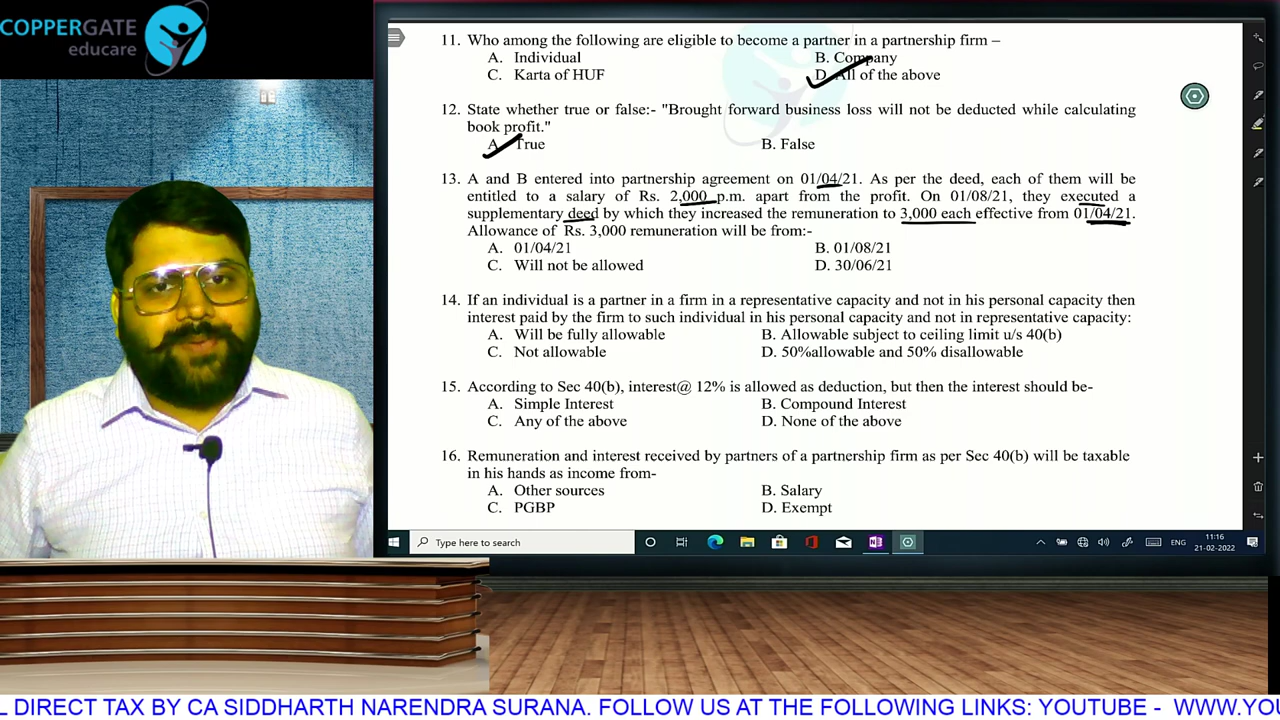 COPPERGATE
educare
11. Who among the following are eligible to become a partner in a partnership firm –
A. Individual B. Company
C. Karta of HUF D. All of the above
12. State whether true or false:- "Brought forward business loss will not be deducted while calculating
book profit."
A. True B. False
13. A and B entered into partnership agreement on 01/04/21. As per the deed, each of them will be
entitled to a salary of Rs. 2,000 p.m. apart from the profit. On 01/08/21, they executed a
supplementary deed by which they increased the remuneration to 3,000 each effective from 01/04/21.
Allowance of Rs. 3,000 remuneration will be from:-
A. 01/04/21 B. 01/08/21
C. Will not be allowed D. 30/06/21
14. If an individual is a partner in a firm in a representative capacity and not in his personal capacity then
interest paid by the firm to such individual in his personal capacity and not in representative capacity:
A. Will be fully allowable B. Allowable subject to ceiling limit u/s 40(b)
C. Not allowable D. 50%allowable and 50% disallowable
15. According to Sec 40(b), interest@ 12% is allowed as deduction, but then the interest should be-
A. Simple Interest B. Compound Interest
C. Any of the above D. None of the above
16. Remuneration and interest received by partners of a partnership firm as per Sec 40(b) will be taxable
in his hands as income from-
A. Other sources B. Salary
C. PGBP D. Exempt
Type here to search
ENG
11:16
21-02-2022
L DIRECT TAX BY CA SIDDHARTH NARENDRA SURANA. FOLLOW US AT THE FOLLOWING LINKS: YOUTUBE - WWW.YOU